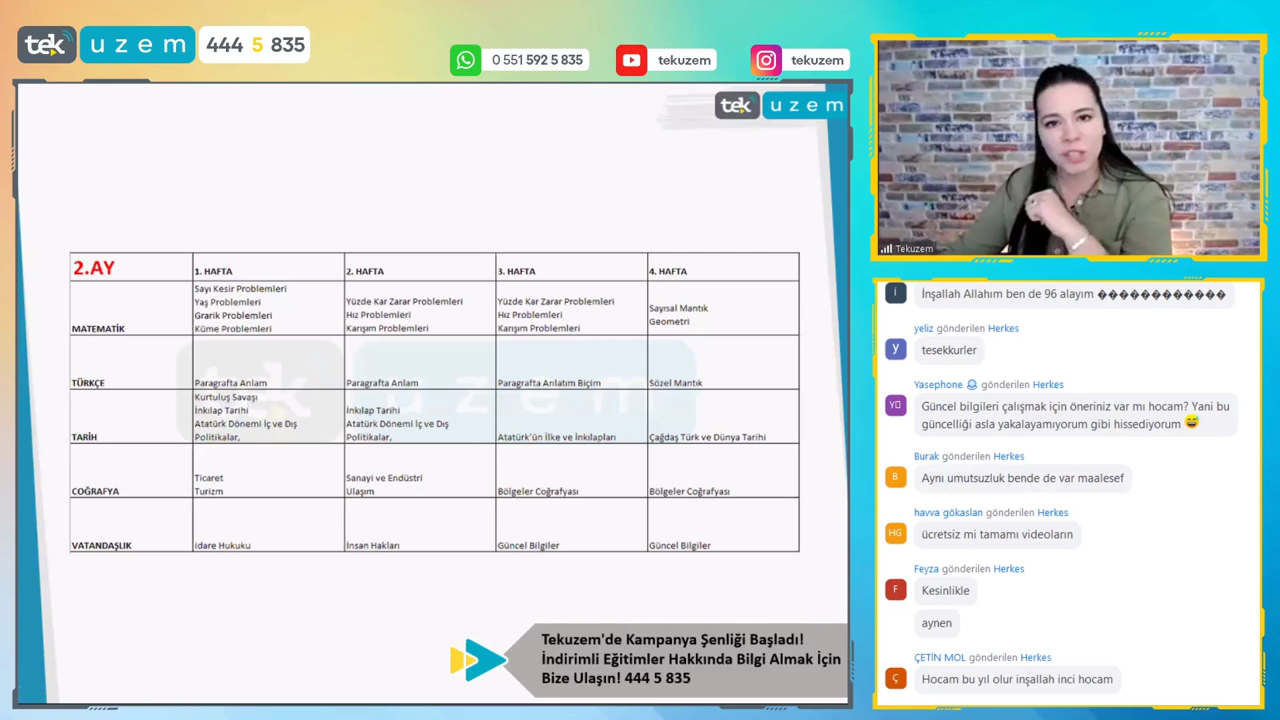 tek uzem 444 5 835
0 551 592 5 835
tekuzem
tekuzem
tek uzem
2.AY
1. HAFTA
2. HAFTA
3. HAFTA
4. HAFTA
MATEMATİK
Sayı Kesir Problemleri
Yaş Problemleri
Grarik Problemleri
Küme Problemleri
Yüzde Kar Zarar Problemleri
Hız Problemleri
Karışım Problemleri
Yüzde Kar Zarar Problemleri
Hız Problemleri
Karışım Problemleri
Sayısal Mantık
Geometri
TÜRKÇE
Paragrafta Anlam
Paragrafta Anlam
Paragrafta Anlatım Biçim
Sözel Mantık
TARİH
Kurtuluş Savaşı
İnkılap Tarihi
Atatürk Dönemi İç ve Dış
Politikalar,
İnkılap Tarihi
Atatürk Dönemi İç ve Dış
Politikalar,
Atatürk'ün İlke ve İnkılapları
Çağdaş Türk ve Dünya Tarihi
COĞRAFYA
Ticaret
Turizm
Sanayi ve Endüstri
Ulaşım
Bölgeler Coğrafyası
Bölgeler Coğrafyası
VATANDAŞLIK
İdare Hukuku
İnsan Hakları
Güncel Bilgiler
Güncel Bilgiler
tek uzem
Tekuzem'de Kampanya Şenliği Başladı!
İndirimli Eğitimler Hakkında Bilgi Almak İçin
Bize Ulaşın! 444 5 835
Tekuzem
İ
İnşallah Allahım ben de 96 alayım ��������������
yeliz gönderilen Herkes
y
tesekkurler
Yasephone gönderilen Herkes
Y▯
Güncel bilgileri çalışmak için öneriniz var mı hocam? Yani bu
güncelliği asla yakalayamıyorum gibi hissediyorum 😅
Burak gönderilen Herkes
B
Aynı umutsuzluk bende de var maalesef
havva gökaslan gönderilen Herkes
HG
ücretsiz mi tamamı videoların
Feyza gönderilen Herkes
F
Kesinlikle
aynen
ÇETİN MOL gönderilen Herkes
Ç
Hocam bu yıl olur inşallah inci hocam